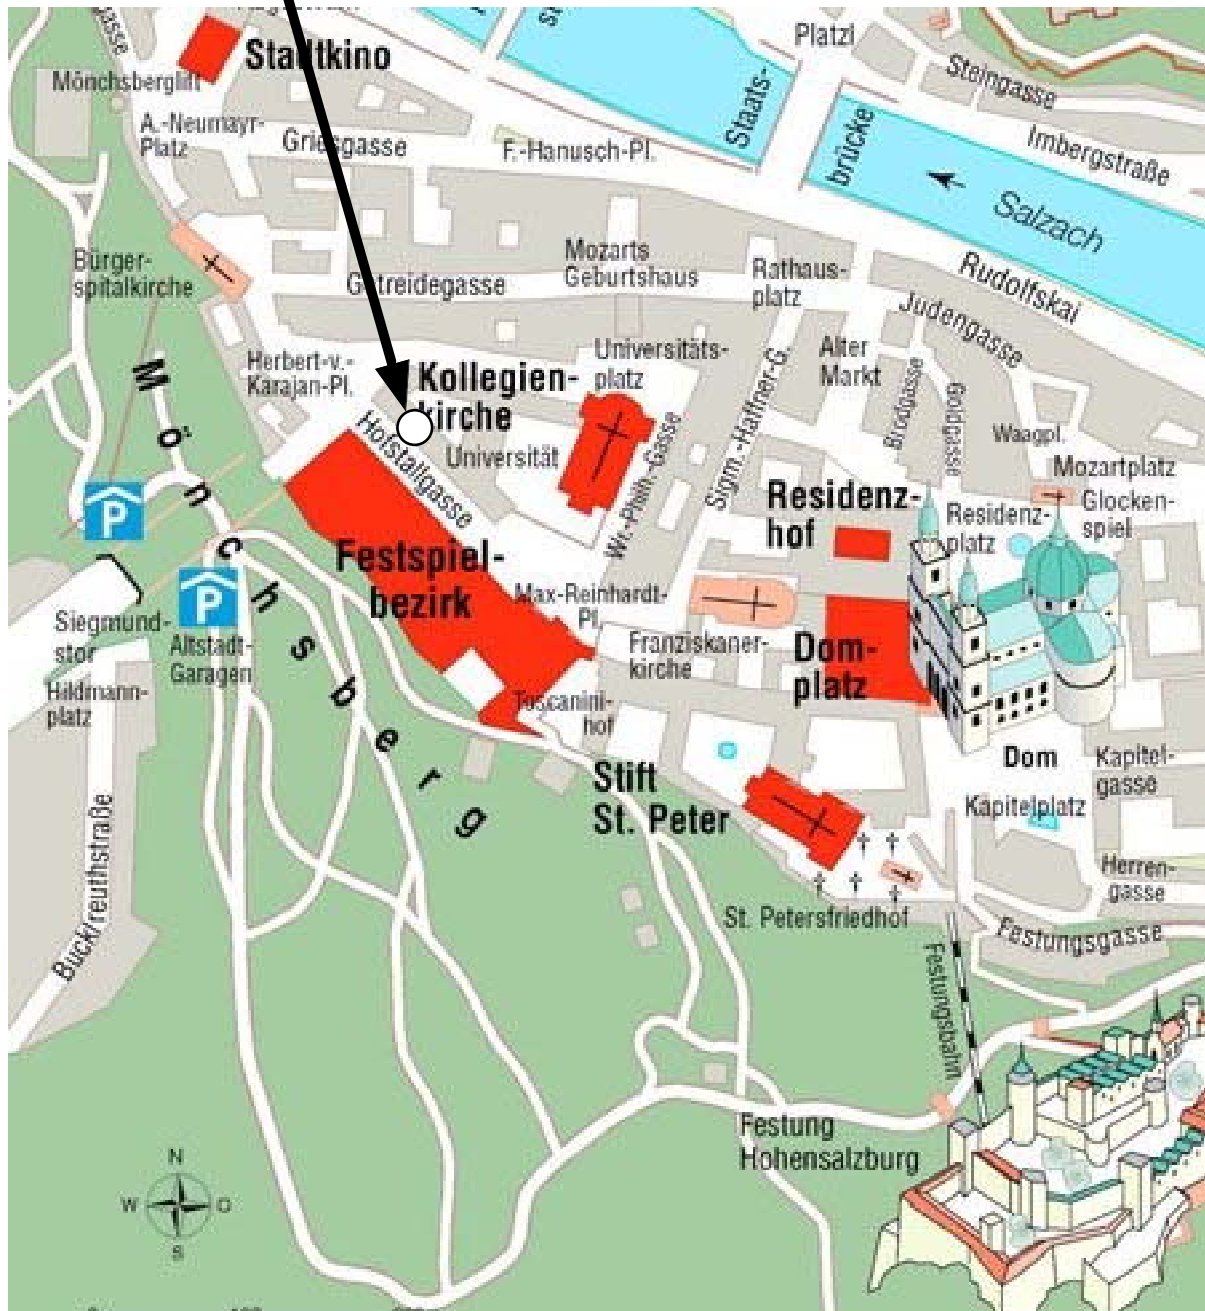 Stadtkino
Mönchsberglift
A.-Neumayr-
Platz
Griesgasse
F.-Hanusch-Pl.
Staats-
brücke
Platzl
Steingasse
Imbergstraße
Salzach
Rudolfskai
Bürger-
spitalkirche
Getreidegasse
Mozarts
Geburtshaus
Rathaus-
platz
Judengasse
Herbert-v.-
Karajan-Pl.
Kollegien-
kirche
Universitäts-
platz
Alter
Markt
Brodgasse
Goldgasse
Waagpl.
Mozartplatz
Glocken-
spiel
Hofstallgasse
Universität
Wr.-Philh-Gasse
Sigm.-Haffner-G.
Residenz-
hof
Residenz-
platz
Mönchsberg
P
P
Festspiel-
bezirk
Max-Reinhardt-
Pl.
Franziskaner-
kirche
Dom-
platz
Siegmund-
stor
Altstadt-
Garagen
Hildmann-
platz
Toscanini-
hof
Dom
Kapitel-
gasse
Stift
St. Peter
Kapitelplatz
Herren-
gasse
Buckl'reuthstraße
St. Petersfriedhof
Festungsgasse
Festungsbahn
Festung
Hohensalzburg
N
W O
S